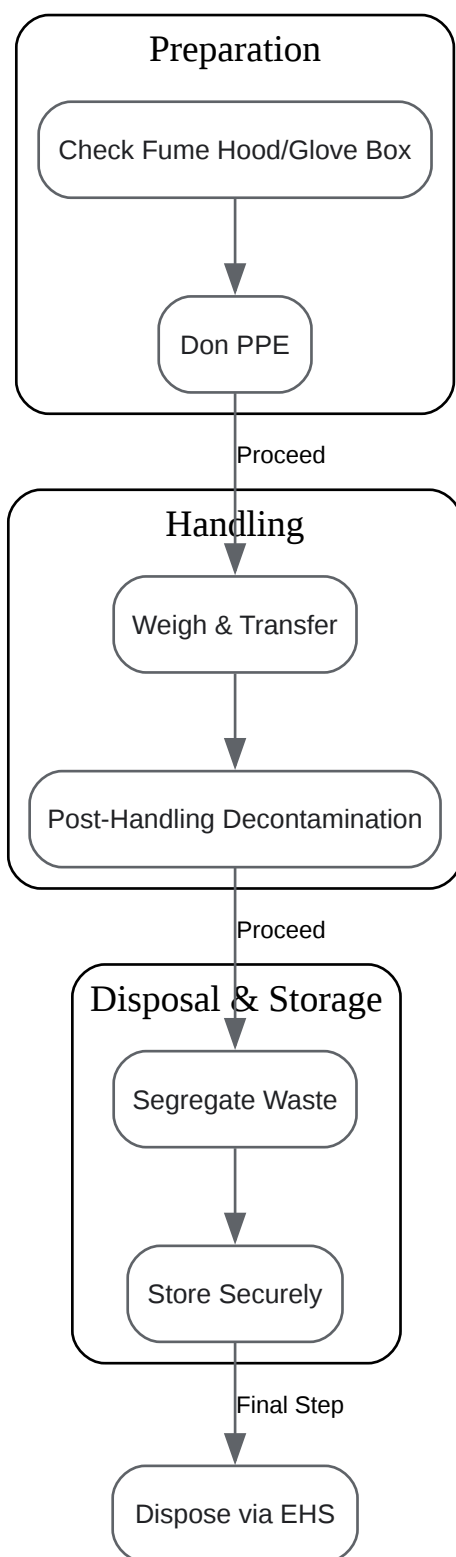 Preparation
Check Fume Hood/Glove Box
Don PPE
Proceed
Handling
Weigh & Transfer
Post-Handling Decontamination
Proceed
Disposal & Storage
Segregate Waste
Store Securely
Final Step
Dispose via EHS